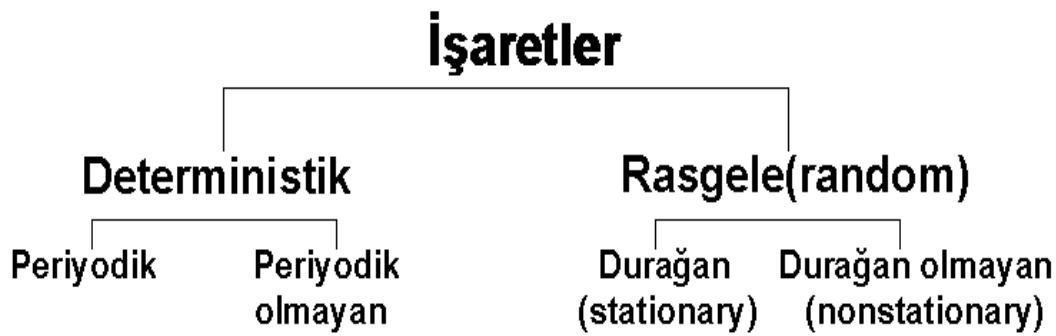 İşaretler
Deterministik
Rasgele(random)
Periyodik
Periyodik
olmayan
Durağan
(stationary)
Durağan olmayan
(nonstationary)